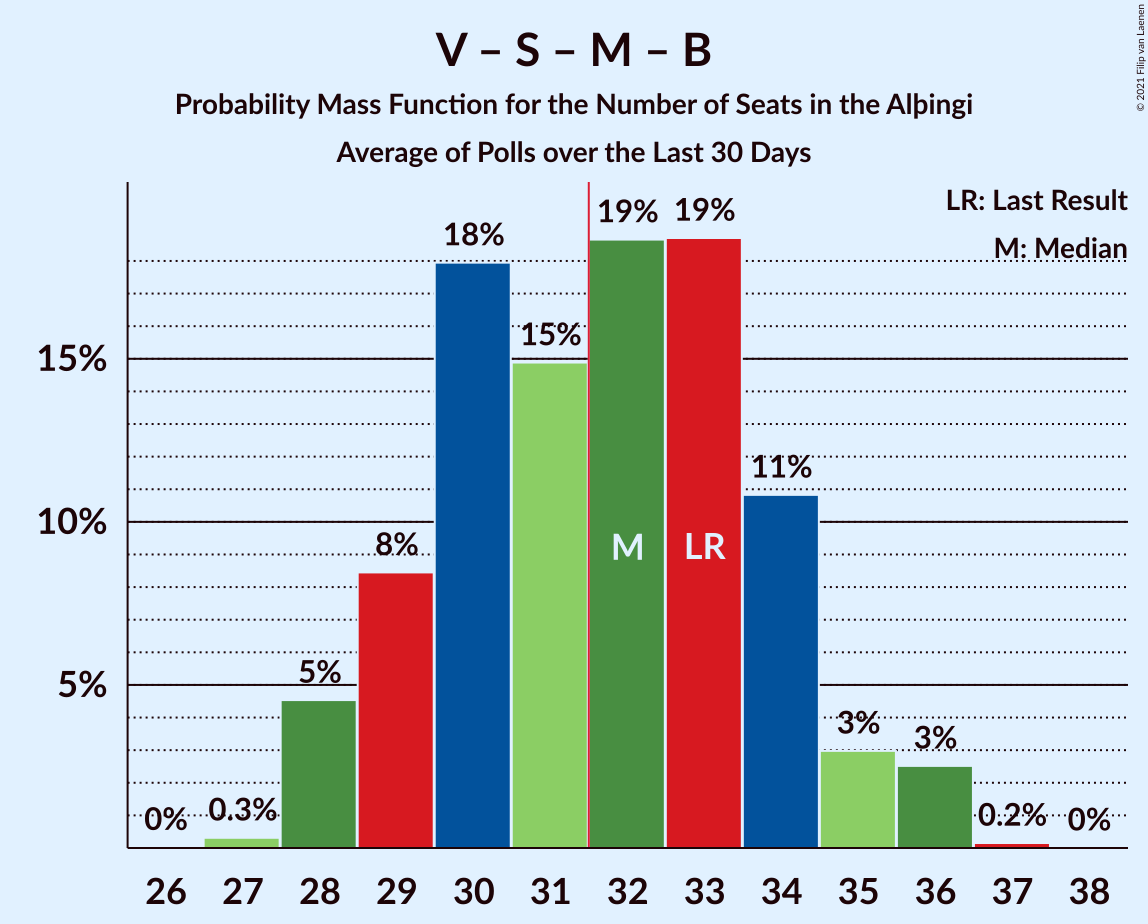 V – S – M – B
Probability Mass Function for the Number of Seats in the Alþingi
Average of Polls over the Last 30 Days
© 2021 Filip van Laenen
LR: Last Result
M: Median
15%
10%
5%
0%
0.3%
5%
8%
18%
15%
19%
19%
11%
3%
3%
0.2%
0%
M
LR
26 27 28 29 30 31 32 33 34 35 36 37 38